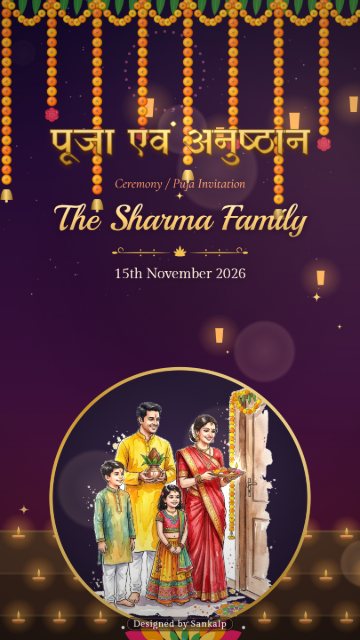 पूजा एवं अनुष्ठान
Ceremony / Puja Invitation
The Sharma Family
15th November 2026
Designed by Sankalp